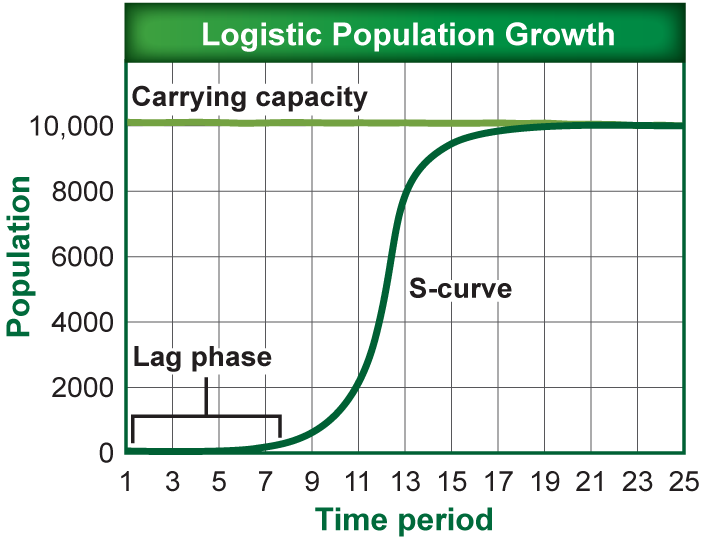 Logistic Population Growth
Carrying capacity
10,000
8000
6000
4000
2000
0
Population
S-curve
Lag phase
1 3 5 7 9 11 13 15 17 19 21 23 25
Time period